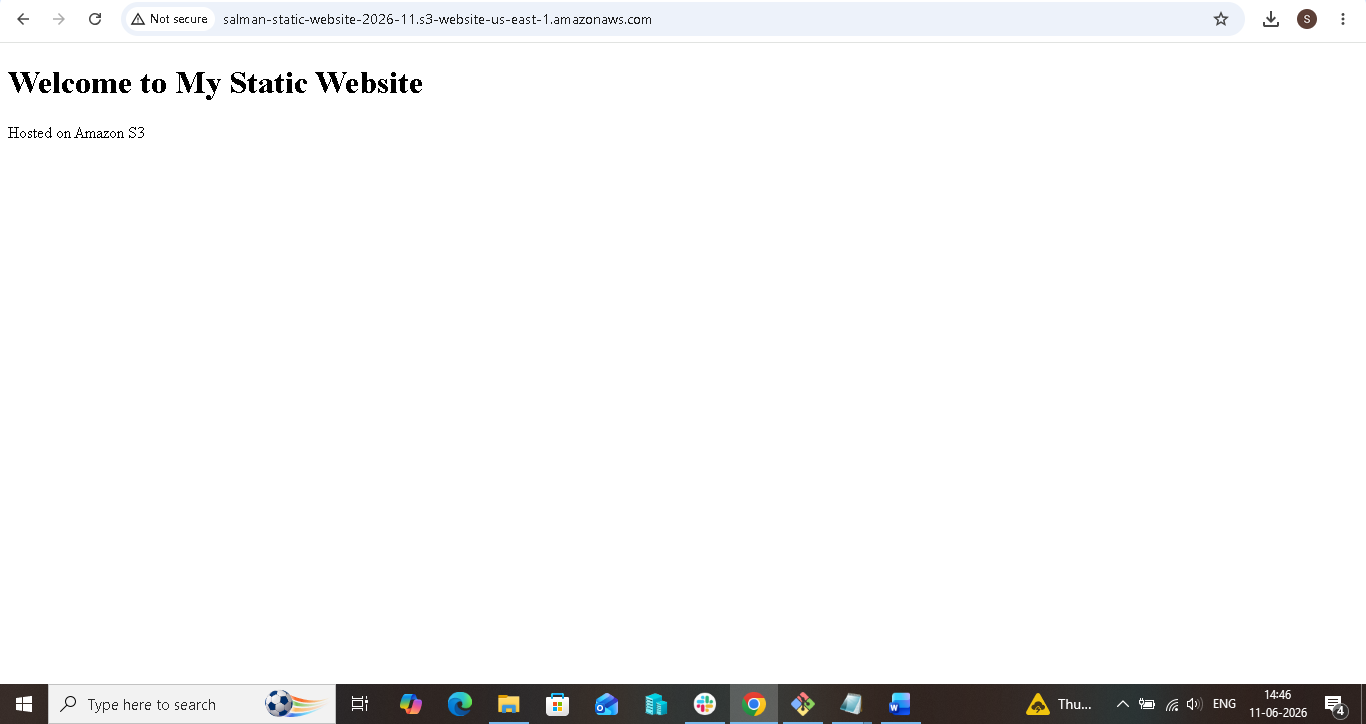 Not secure salman-static-website-2026-11.s3-website-us-east-1.amazonaws.com S
Welcome to My Static Website
Hosted on Amazon S3
Type here to search Thu... ENG 14:46
11-06-2026 4